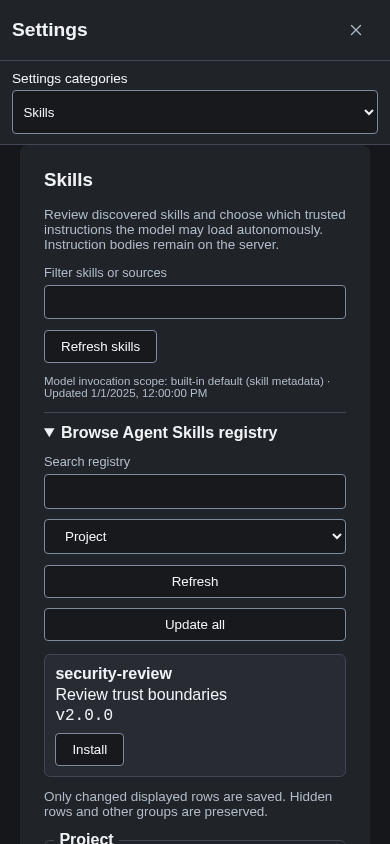 Settings
Settings categories
Skills
Skills
Review discovered skills and choose which trusted
instructions the model may load autonomously.
Instruction bodies remain on the server.
Filter skills or sources
Refresh skills
Model invocation scope: built-in default (skill metadata) ·
Updated 1/1/2025, 12:00:00 PM
Browse Agent Skills registry
Search registry
Project
Refresh
Update all
security-review
Review trust boundaries
v2.0.0
Install
Only changed displayed rows are saved. Hidden
rows and other groups are preserved.
Project